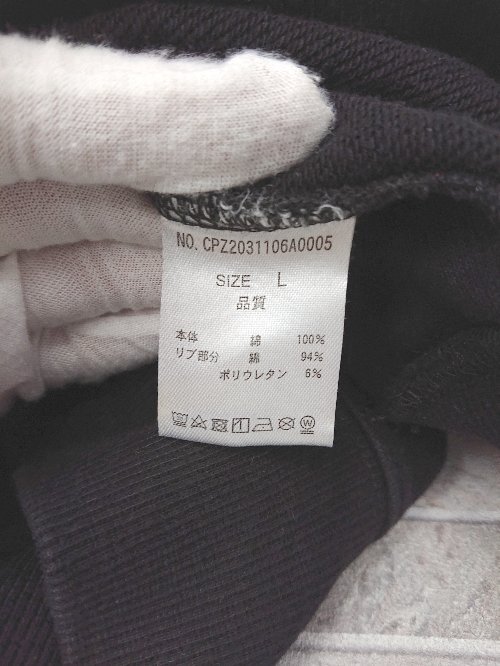 NO. CPZ2031106A0005
SIZE L
品質
本体 綿 100%
リブ部分 綿 94%
ポリウレタン 6%